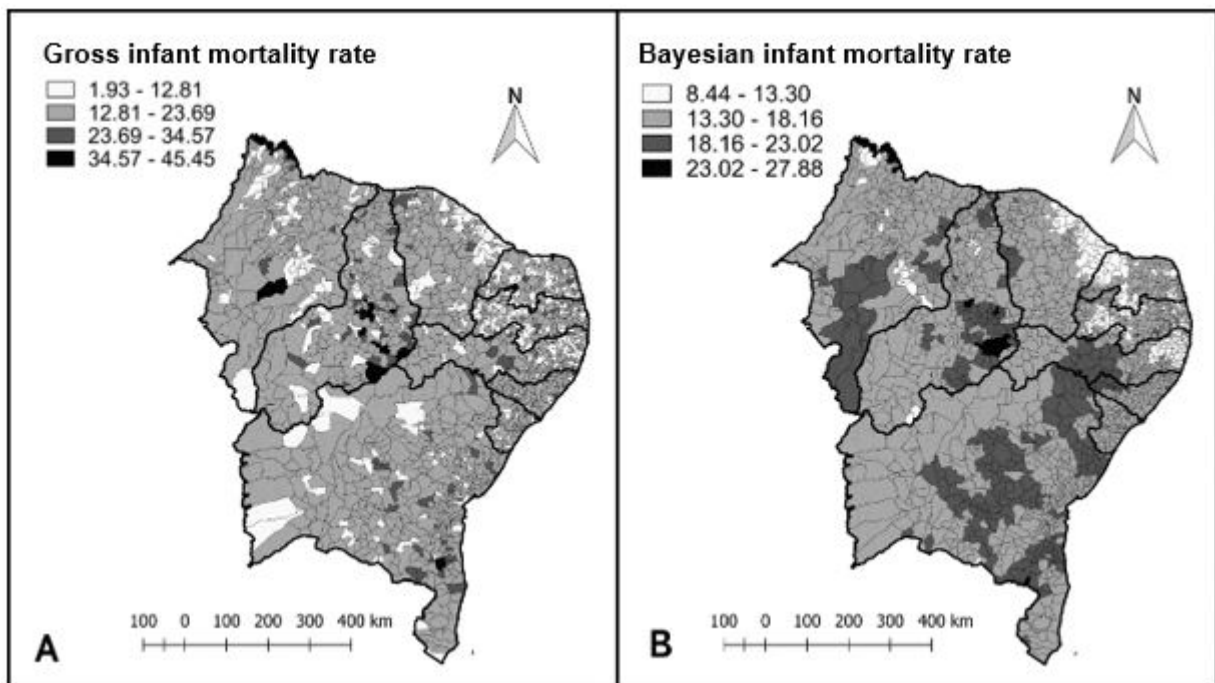 Gross infant mortality rate
1.93 - 12.81
12.81 - 23.69
23.69 - 34.57
34.57 - 45.45
N
100 0 100 200 300 400 km
A
Bayesian infant mortality rate
8.44 - 13.30
13.30 - 18.16
18.16 - 23.02
23.02 - 27.88
N
100 0 100 200 300 400 km
B